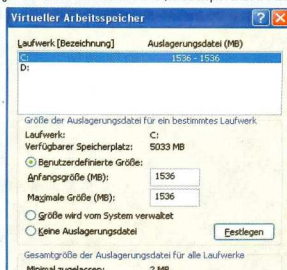 Virtueller Arbeitsspeicher
Laufwerk [Bezeichnung] Auslagerungsdatei (MB)
C: 1536 - 1536
D:
Größe der Auslagerungsdatei für ein bestimmtes Laufwerk
Laufwerk: C:
Verfügbarer Speicherplatz: 5033 MB
Benutzerdefinierte Größe:
Anfangsgröße (MB): 1536
Maximale Größe (MB): 1536
Größe wird vom System verwaltet
Keine Auslagerungsdatei Festlegen
Gesamtgröße der Auslagerungsdatei für alle Laufwerke
Minimal zugelassen: 2 MB